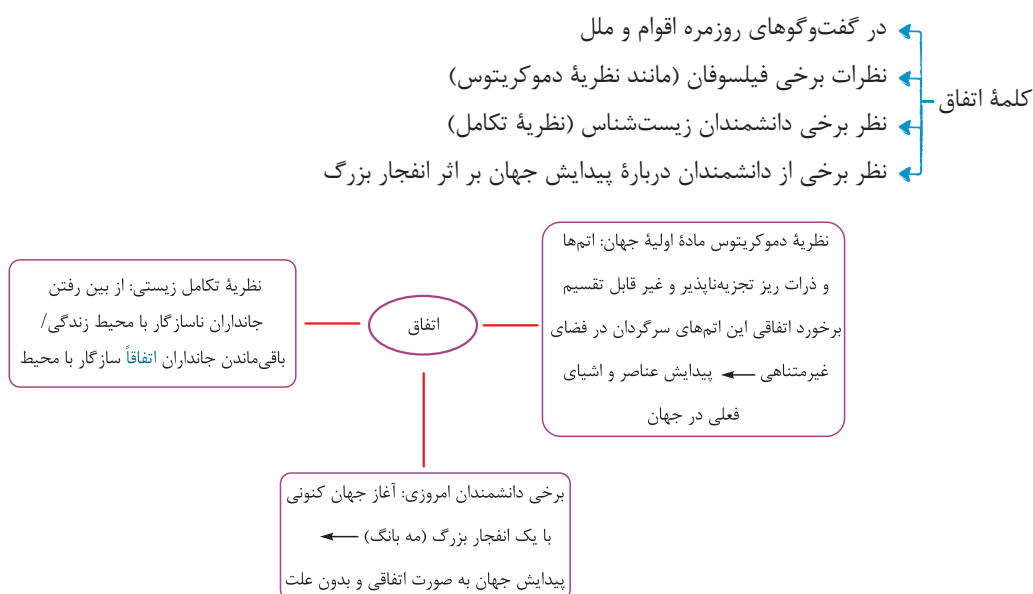 در گفت‌وگوهای روزمره اقوام و ملل
نظرات برخی فیلسوفان (مانند نظریهٔ دموکریتوس)
کلمهٔ اتفاق
نظر برخی دانشمندان زیست‌شناس (نظریهٔ تکامل)
نظر برخی از دانشمندان دربارهٔ پیدایش جهان بر اثر انفجار بزرگ
نظریهٔ دموکریتوس مادهٔ اولیهٔ جهان: اتم‌ها
و ذرات ریز تجزیه‌ناپذیر و غیر قابل تقسیم
برخورد اتفاقی این اتم‌های سرگردان در فضای
غیرمتناهی ← پیدایش عناصر و اشیای
فعلی در جهان
اتفاق
نظریهٔ تکامل زیستی: از بین رفتن
جانداران ناسازگار با محیط زندگی/
باقی‌ماندن جانداران اتفاقاً سازگار با محیط
برخی دانشمندان امروزی: آغاز جهان کنونی
با یک انفجار بزرگ (مه بانگ) ←
پیدایش جهان به صورت اتفاقی و بدون علت